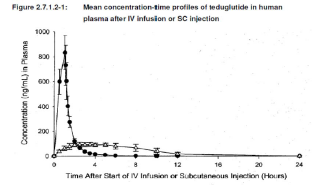 Figure 2.7.1.2-1: Mean concentration-time profiles of teduglutide in human
plasma after IV infusion or SC injection
Concentration (ng/mL) in Plasma
1000
800
600
400
200
0
0 4 8 12 16 20 24
Time After Start of IV Infusion or Subcutaneous Injection (Hours)